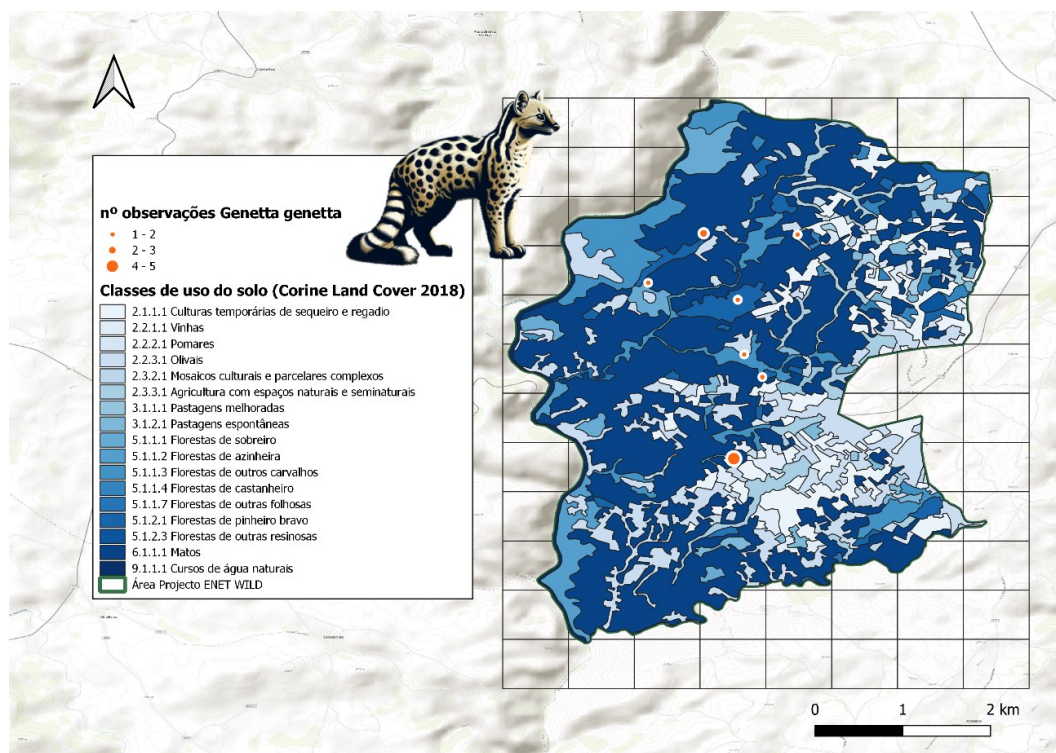 nº observações Genetta genetta
1 - 2
2 - 3
4 - 5
Classes de uso do solo (Corine Land Cover 2018)
2.1.1.1 Culturas temporárias de sequeiro e regadio
2.2.1.1 Vinhas
2.2.2.1 Pomares
2.2.3.1 Olivais
2.3.2.1 Mosaicos culturais e parcelares complexos
2.3.3.1 Agricultura com espaços naturais e seminaturais
3.1.1.1 Pastagens melhoradas
3.1.2.1 Pastagens espontâneas
5.1.1.1 Florestas de sobreiro
5.1.1.2 Florestas de azinheira
5.1.1.3 Florestas de outros carvalhos
5.1.1.4 Florestas de castanheiro
5.1.1.7 Florestas de outras folhosas
5.1.2.1 Florestas de pinheiro bravo
5.1.2.3 Florestas de outras resinosas
6.1.1.1 Matos
9.1.1.1 Cursos de água naturais
Área Projecto ENET WILD
0 1 2 km